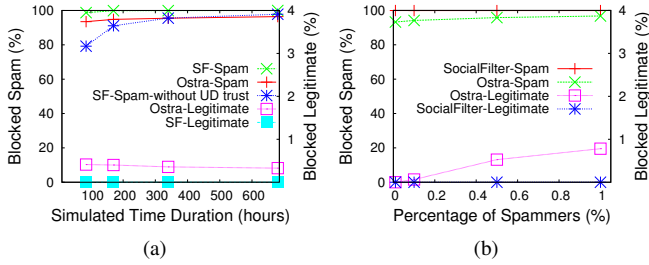 Blocked Spam (%)
100
80
60
40
20
0
SF-Spam
Ostra-Spam
SF-Spam-without UD trust
Ostra-Legitimate
SF-Legitimate
4
3
2
1
Blocked Legitimate (%)
100 200 300 400 500 600
Simulated Time Duration (hours)
(a)
Blocked Spam (%)
100
80
60
40
20
0
SocialFilter-Spam
Ostra-Spam
Ostra-Legitimate
SocialFilter-Legitimate
4
3
2
1
Blocked Legitimate (%)
0 0.2 0.4 0.6 0.8 1
Percentage of Spammers (%)
(b)